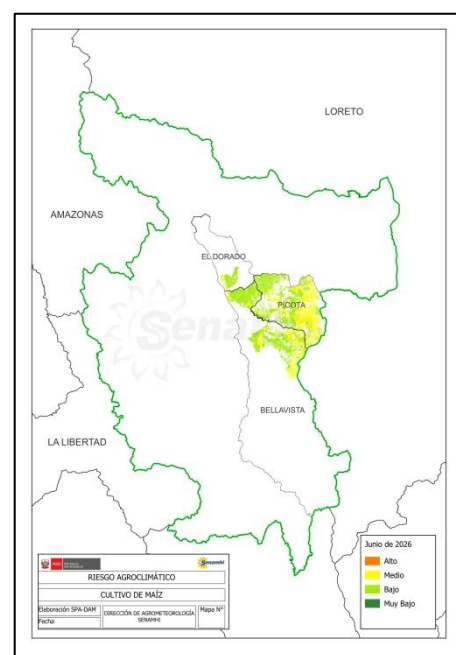 LORETO
AMAZONAS
EL DORADO
PICOTA
Senamhi
BELLAVISTA
LA LIBERTAD
Junio de 2026
Alto
Medio
Bajo
Muy Bajo
Senamhi
RIESGO AGROCLIMÁTICO
CULTIVO DE MAÍZ
Elaboración SPA-DAM
Fecha
DIRECCIÓN DE AGROMETEOROLOGÍA
SENAMHI
Mapa N°